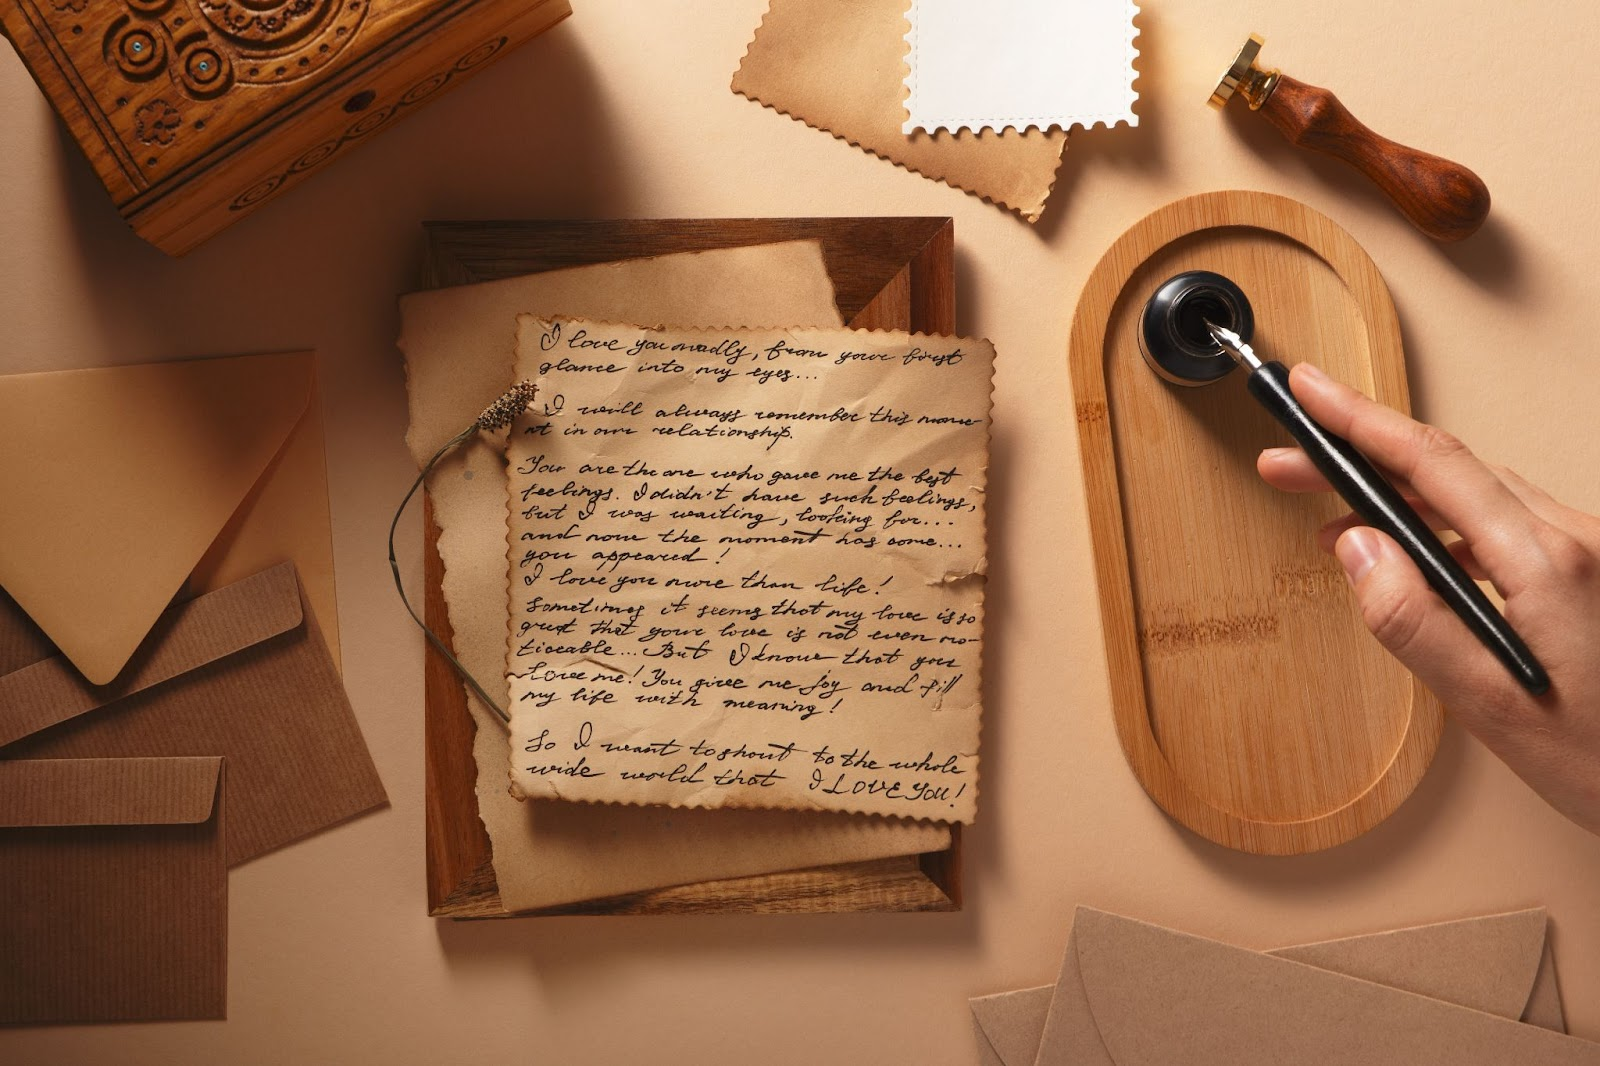 I love you madly, from your first
glance into my eyes...
I will always remember this mome-
nt in our relationship.
You are the one who gave me the best
feelings. I didn't have such feelings,
but I was waiting, looking for...
and now the moment has come...
you appeared!
I love you more than life!
Sometimes it seems that my love is so
great that your love is not even no-
ticeable... But I know that you
love me! You give me joy and fill
my life with meaning!
So I want to shout to the whole
wide world that I LOVE YOU!